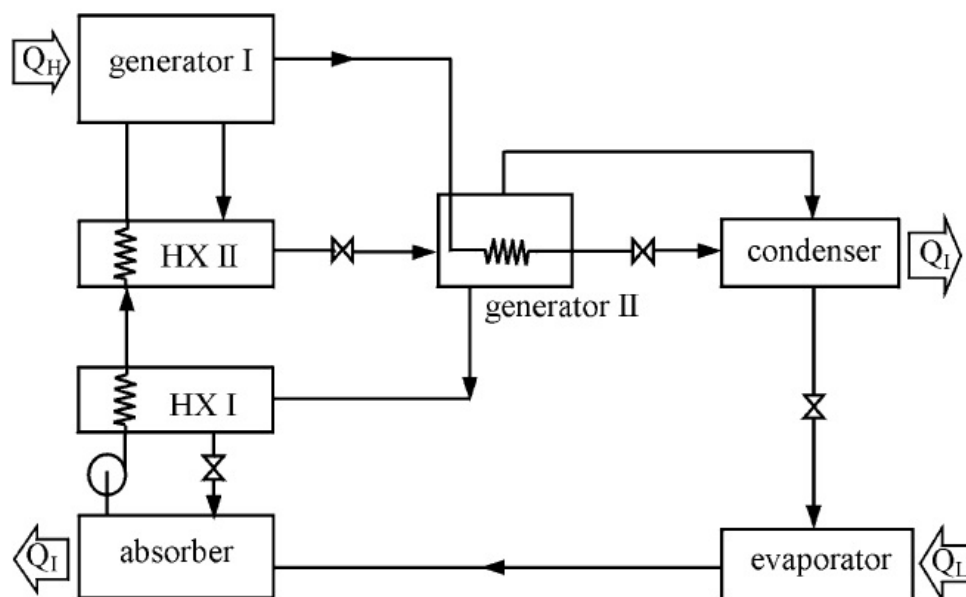 Q_H
generator I
HX II
generator II
condenser
Q_I
HX I
Q_I
absorber
evaporator
Q_L